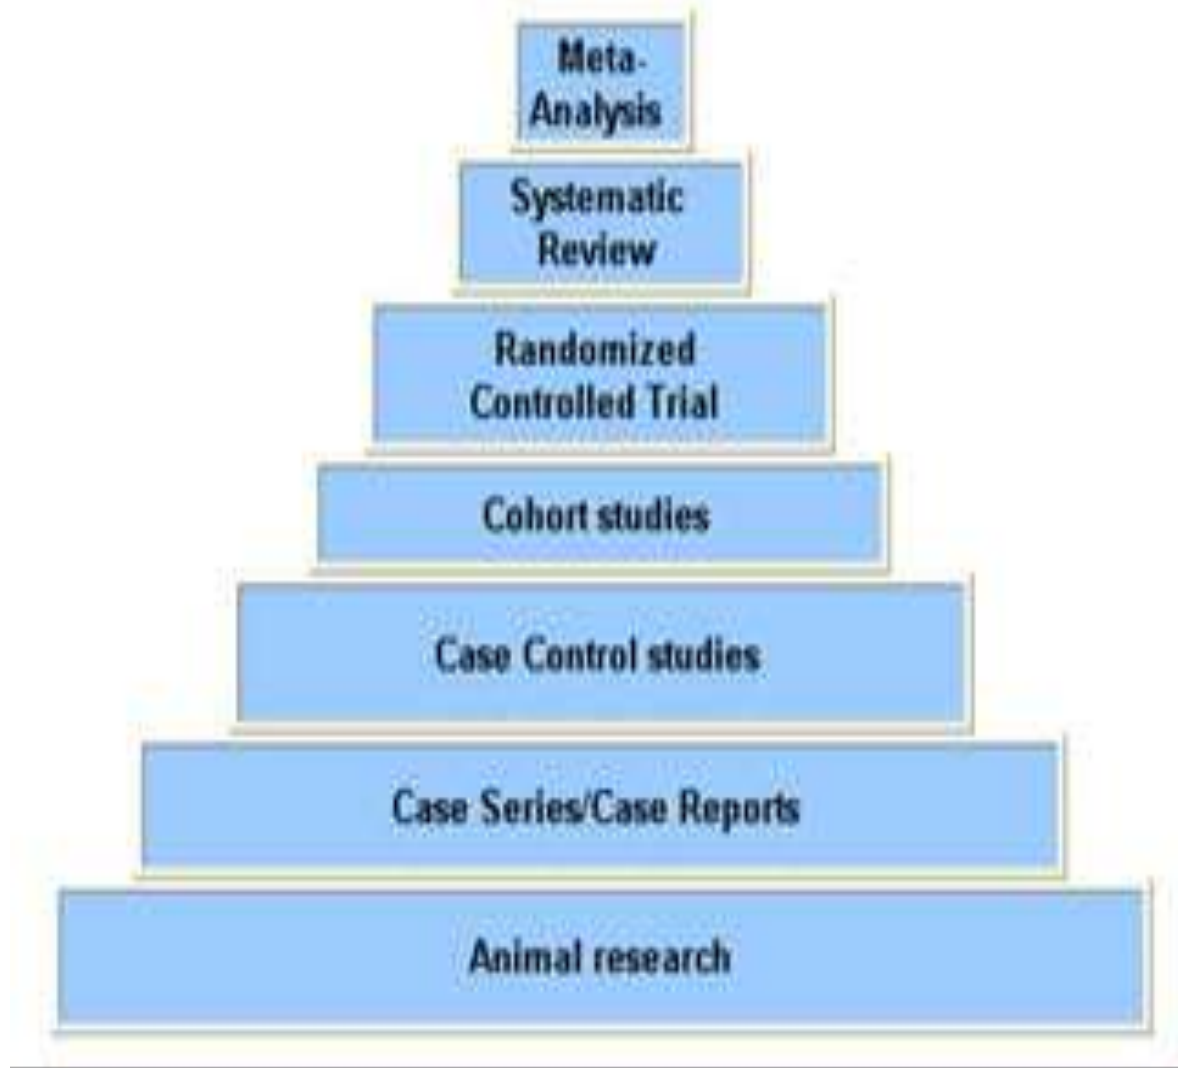 Meta-
Analysis
Systematic
Review
Randomized
Controlled Trial
Cohort studies
Case Control studies
Case Series/Case Reports
Animal research